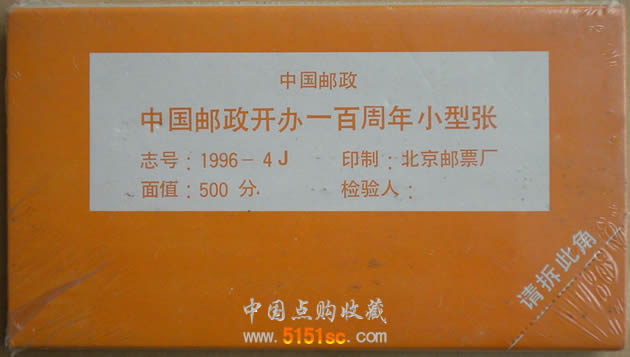 中国邮政
中国邮政开办一百周年小型张
志号：1996－4J 印制：北京邮票厂
面值：500 分. 检验人：
请拆此角
中国点购收藏
www.5151sc.com